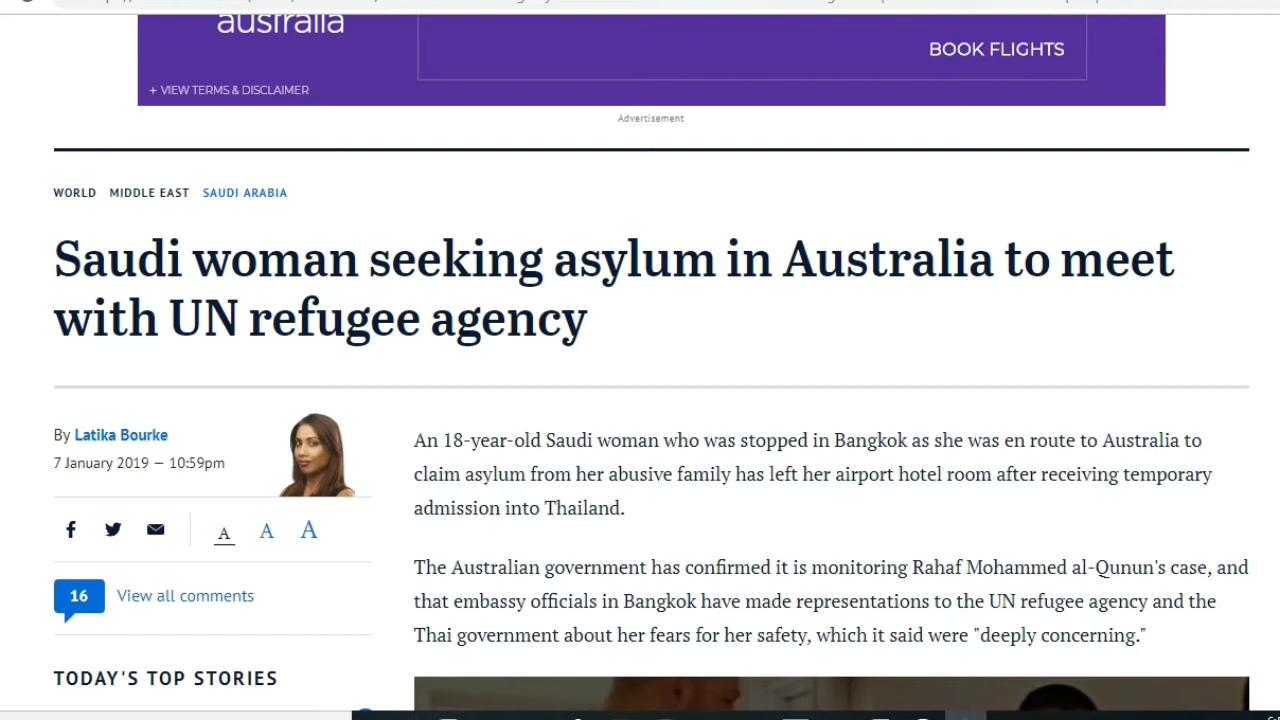 australia
BOOK FLIGHTS
+ VIEW TERMS & DISCLAIMER
Advertisement
WORLD MIDDLE EAST SAUDI ARABIA
Saudi woman seeking asylum in Australia to meet
with UN refugee agency
By Latika Bourke
7 January 2019 — 10:59pm
A A A
16 View all comments
TODAY'S TOP STORIES
An 18-year-old Saudi woman who was stopped in Bangkok as she was en route to Australia to
claim asylum from her abusive family has left her airport hotel room after receiving temporary
admission into Thailand.
The Australian government has confirmed it is monitoring Rahaf Mohammed al-Qunun's case, and
that embassy officials in Bangkok have made representations to the UN refugee agency and the
Thai government about her fears for her safety, which it said were "deeply concerning."